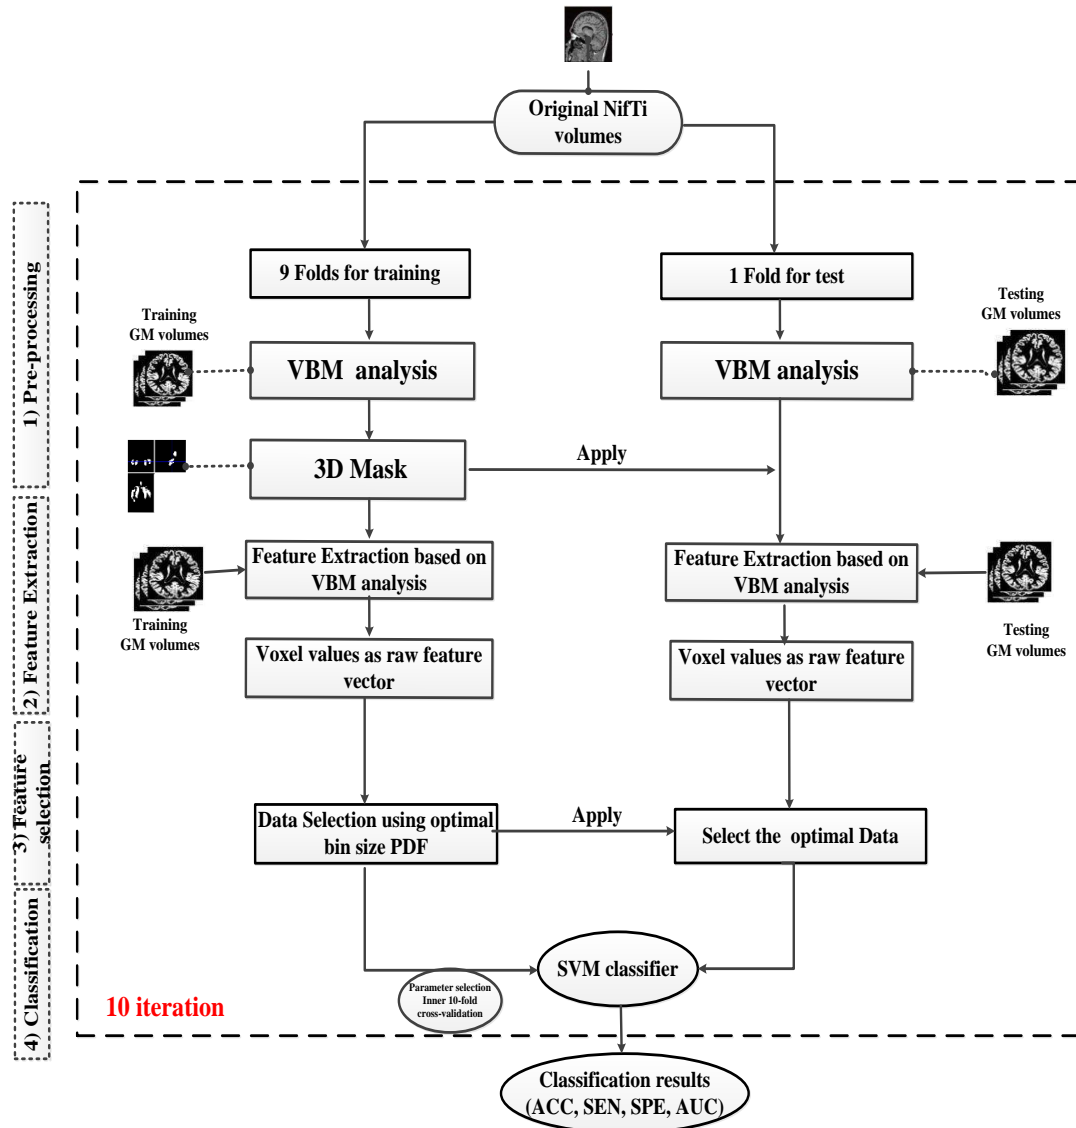 Original NifTi
volumes
1) Pre-processing
2) Feature Extraction
3) Feature
selection
4) Classification
9 Folds for training
1 Fold for test
Training
GM volumes
VBM  analysis
VBM analysis
Testing
GM volumes
3D Mask
Apply
Feature Extraction based on
VBM analysis
Training
GM volumes
Feature Extraction based on
VBM analysis
Testing
GM volumes
Voxel values as raw feature
vector
Voxel values as raw feature
vector
Data Selection using optimal
bin size PDF
Apply
Select the  optimal Data
SVM classifier
Parameter selection
Inner 10-fold
cross-validation
10 iteration
Classification results
(ACC, SEN, SPE, AUC)